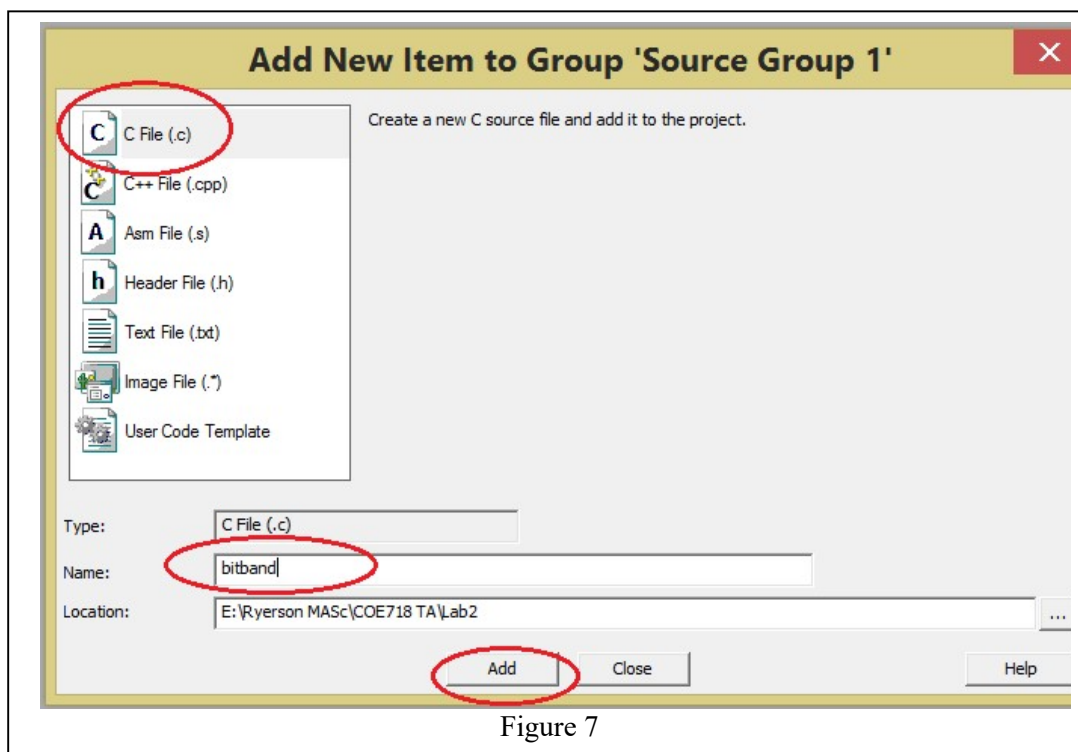 Add New Item to Group 'Source Group 1'
C File (.c)
Create a new C source file and add it to the project.
C++ File (.cpp)
Asm File (.s)
Header File (.h)
Text File (.txt)
Image File (.*)
User Code Template
Type:
C File (.c)
Name:
bitband
Location:
E:\Ryerson MASc\COE718 TA\Lab2
...
Add
Close
Help
Figure 7